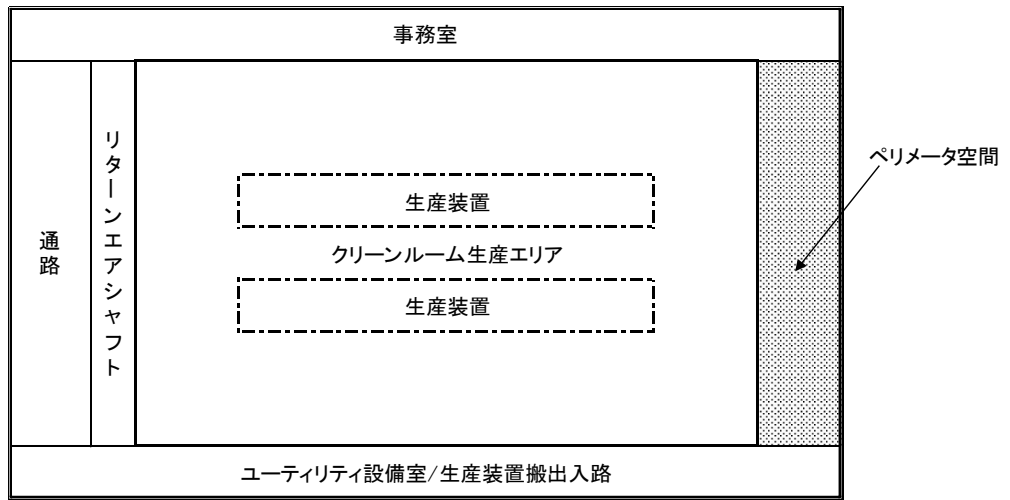 事務室
通路
リターンエアシャフト
生産装置
クリーンルーム生産エリア
生産装置
ペリメータ空間
ユーティリティ設備室/生産装置搬出入路